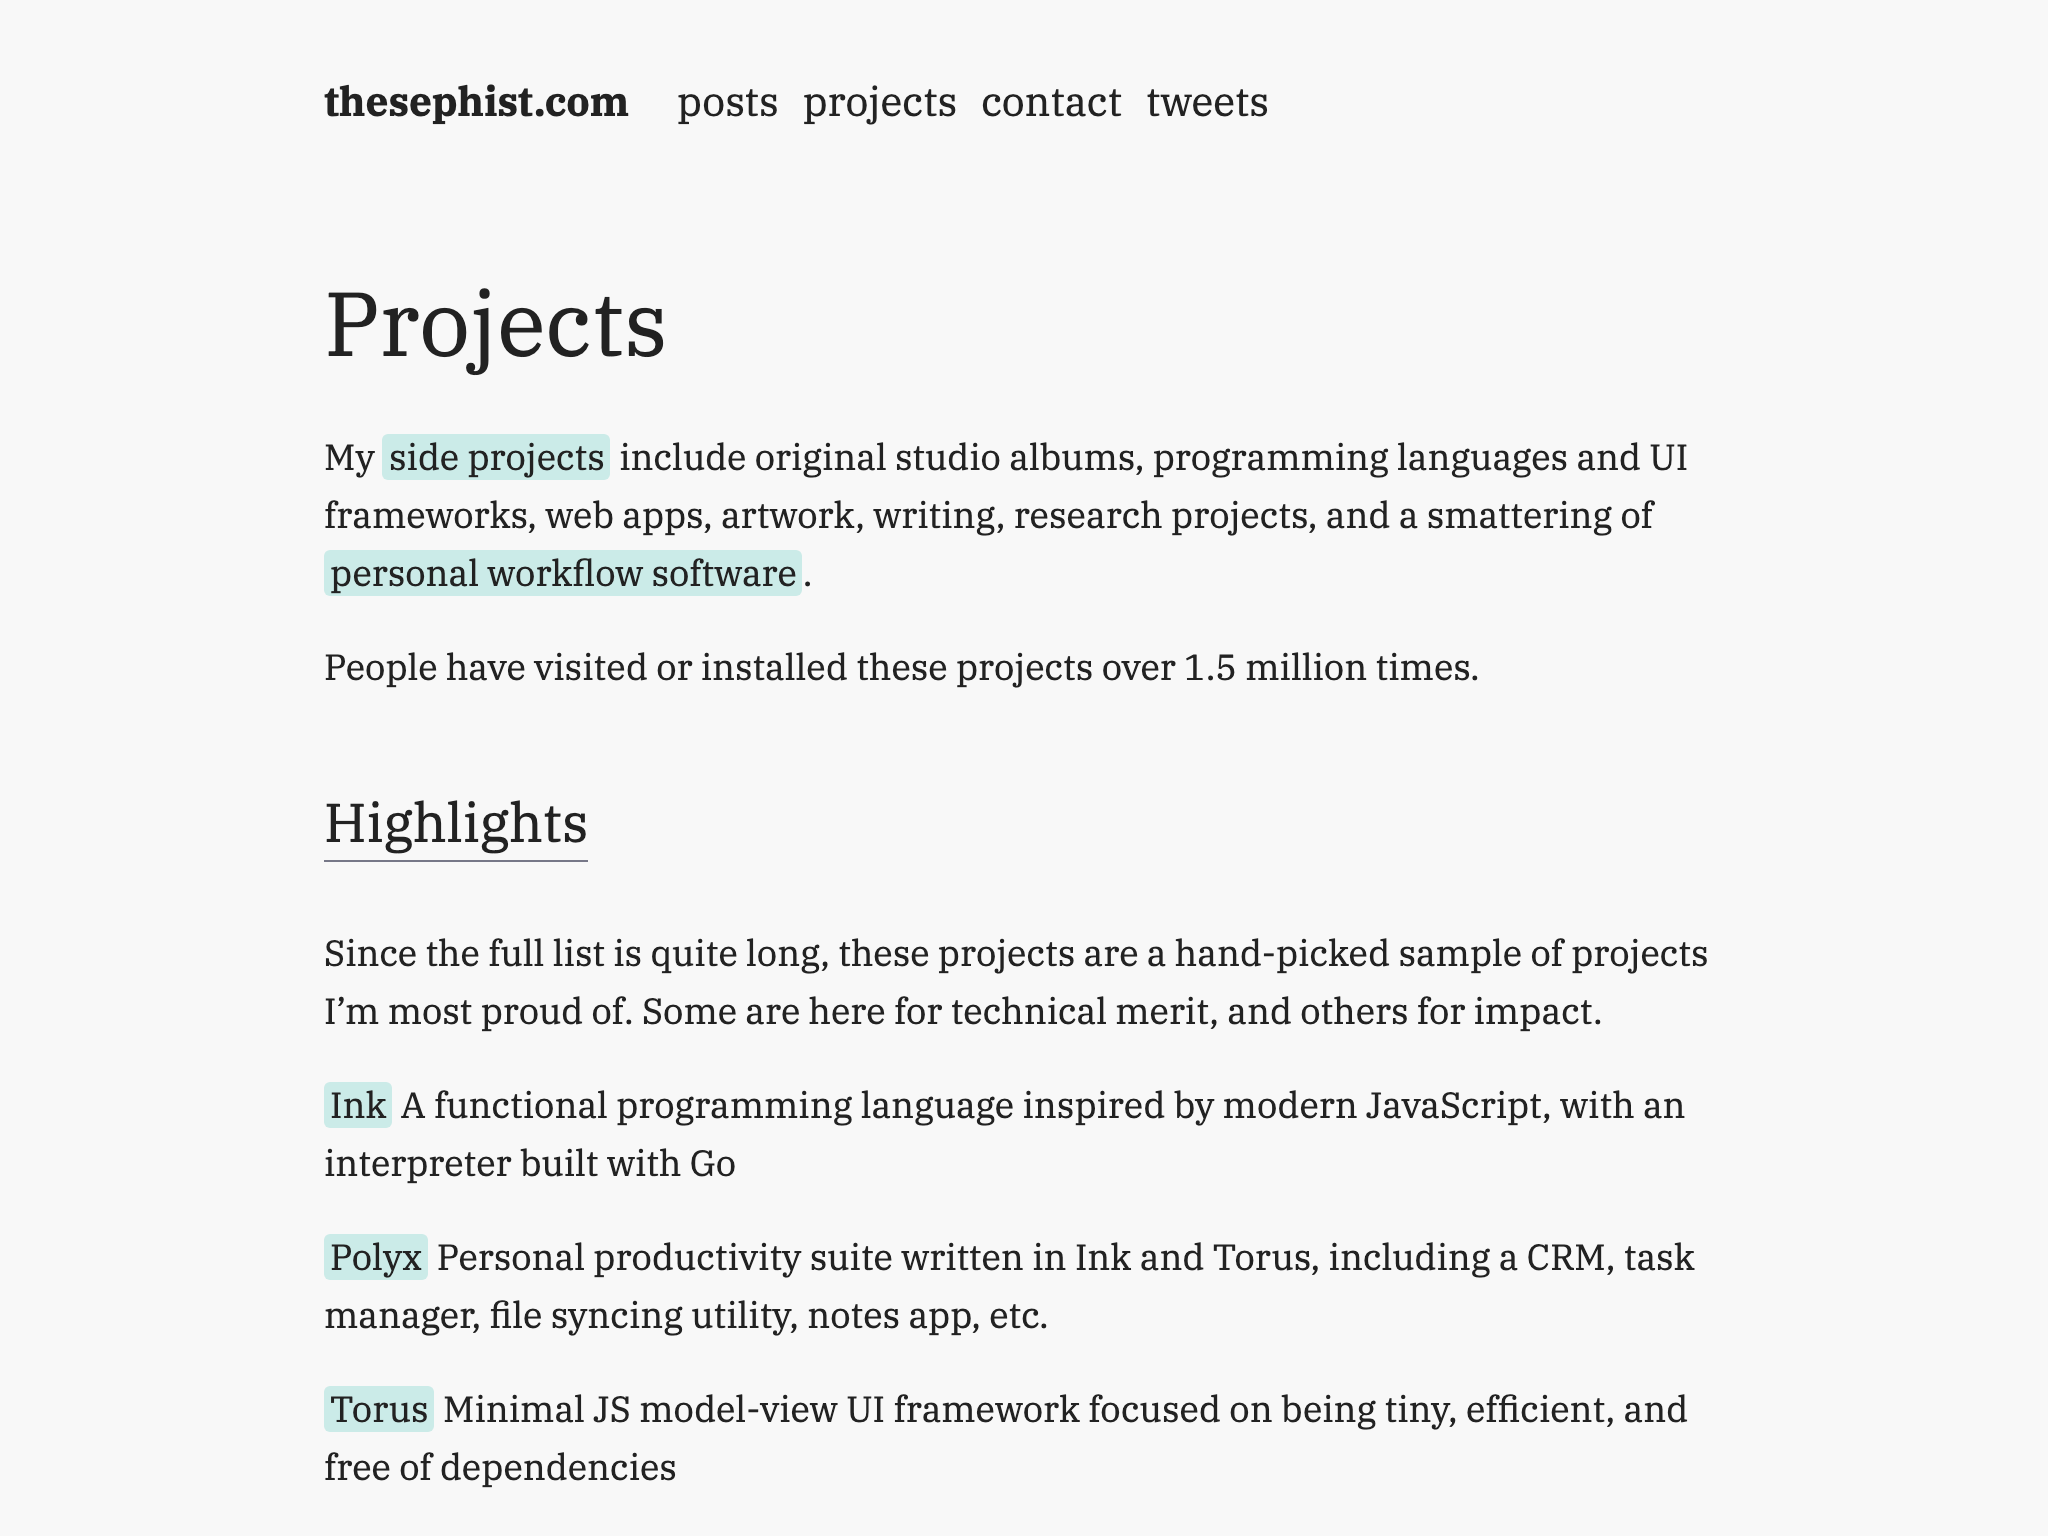 thesephist.com posts projects contact tweets
Projects
My side projects include original studio albums, programming languages and UI
frameworks, web apps, artwork, writing, research projects, and a smattering of
personal workflow software.
People have visited or installed these projects over 1.5 million times.
Highlights
Since the full list is quite long, these projects are a hand-picked sample of projects
I’m most proud of. Some are here for technical merit, and others for impact.
Ink A functional programming language inspired by modern JavaScript, with an
interpreter built with Go
Polyx Personal productivity suite written in Ink and Torus, including a CRM, task
manager, file syncing utility, notes app, etc.
Torus Minimal JS model-view UI framework focused on being tiny, efficient, and
free of dependencies